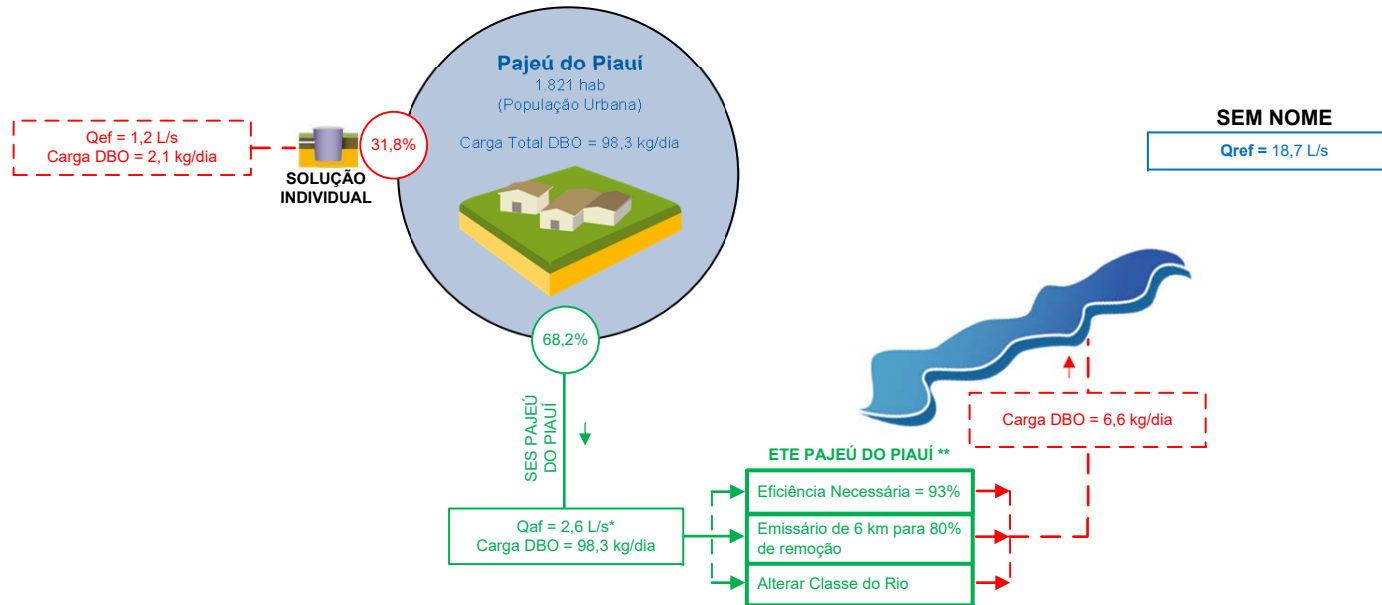 Pajeú do Piauí
1.821 hab
(População Urbana)
Carga Total DBO = 98,3 kg/dia
Qef = 1,2 L/s
Carga DBO = 2,1 kg/dia
SOLUÇÃO
INDIVIDUAL
31,8%
SEM NOME
Qref = 18,7 L/s
68,2%
SES PAJEÚ
DO PIAUÍ
Qaf = 2,6 L/s*
Carga DBO = 98,3 kg/dia
ETE PAJEÚ DO PIAUÍ **
Eficiência Necessária = 93%
Emissário de 6 km para 80%
de remoção
Alterar Classe do Rio
Carga DBO = 6,6 kg/dia